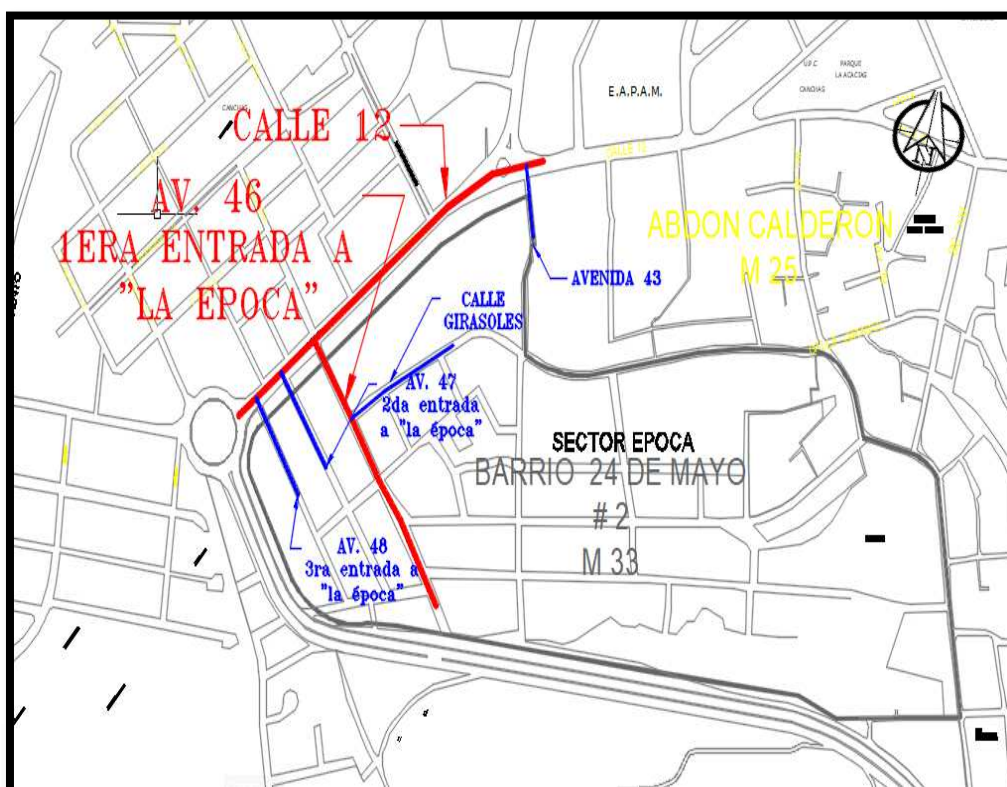 U.P.C
PARQUE
LA ACACIAS
CANCHAS
E.A.P.A.M.
CANCHAS
CALLE 12
CALLE 12
N
AV. 46
1ERA ENTRADA A
"LA EPOCA"
ABDON CALDERON
M 25
AVENIDA 43
CALLE
GIRASOLES
AV. 47
2da entrada
a "la época"
SECTOR EPOCA
BARRIO 24 DE MAYO
# 2
M 33
AV. 48
3ra entrada a
"la época"